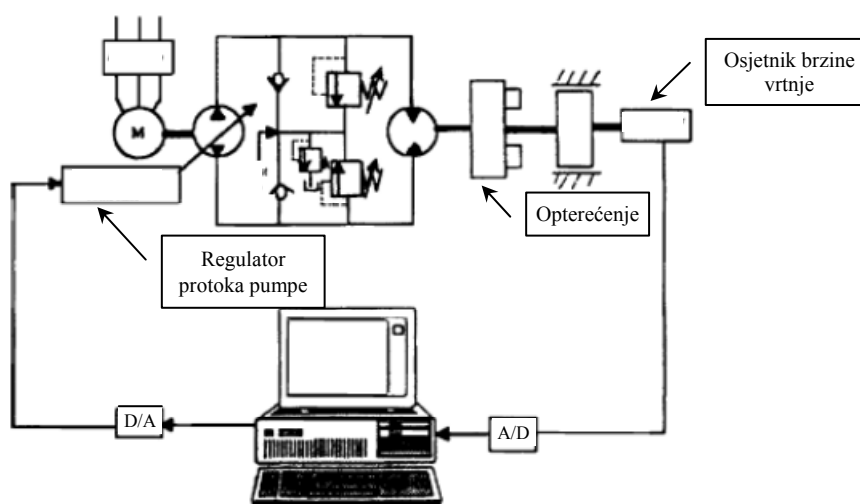 Osjetnik brzine
vrtnje
M
Opterećenje
Regulator
protoka pumpe
D/A
A/D